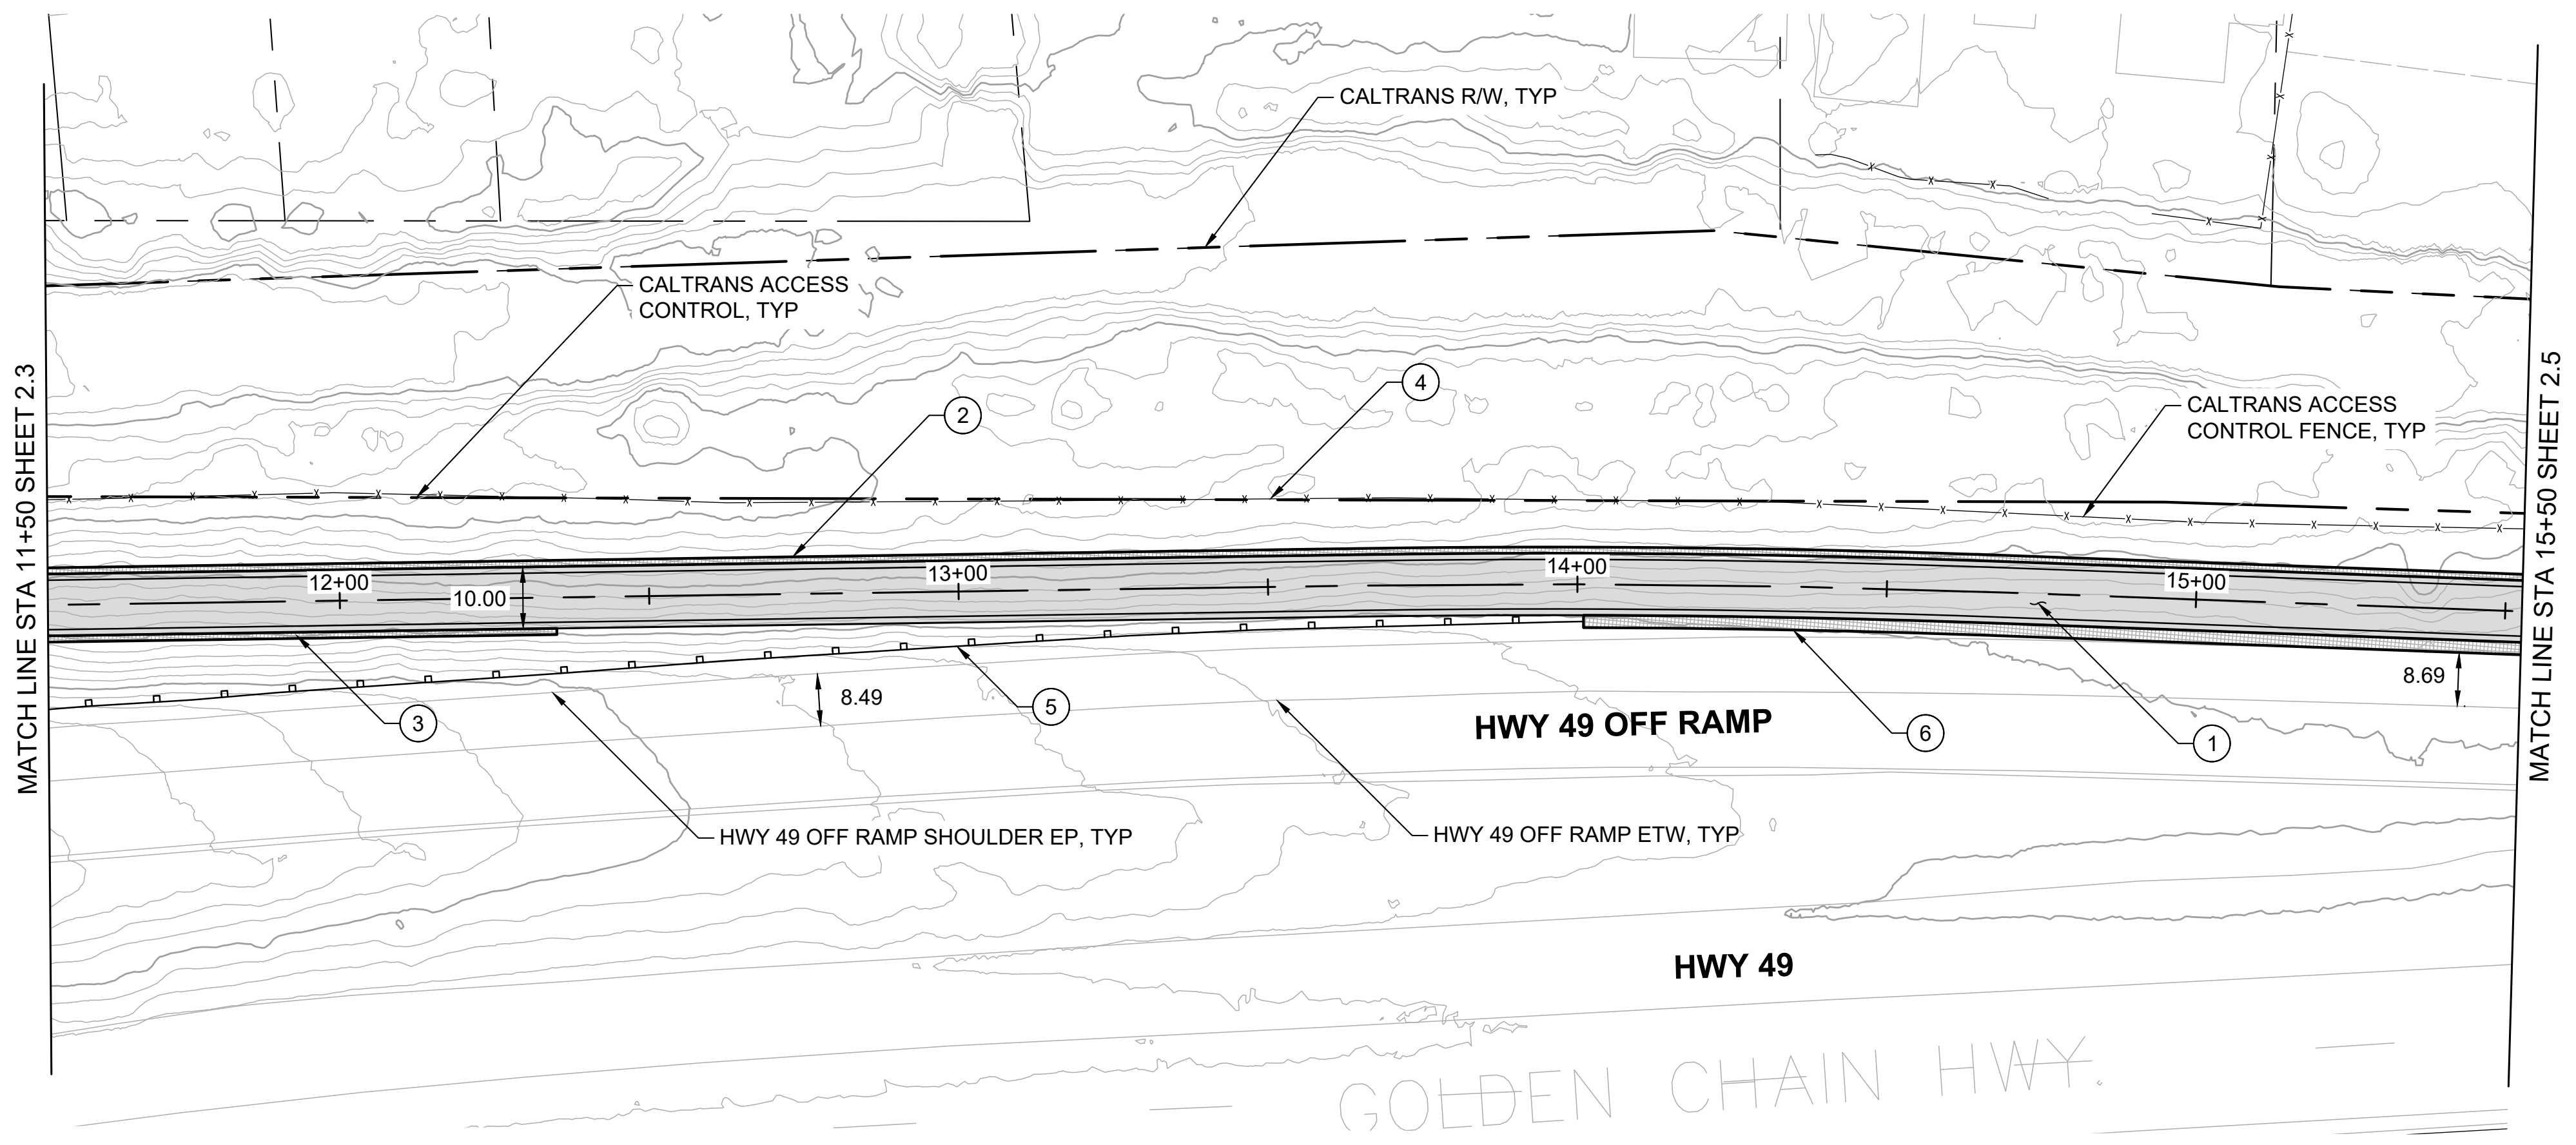 CALTRANS R/W, TYP
CALTRANS ACCESS
CONTROL, TYP
4
2
CALTRANS ACCESS
CONTROL FENCE, TYP
MATCH LINE STA 11+50 SHEET 2.3
MATCH LINE STA 15+50 SHEET 2.5
12+00
13+00
14+00
15+00
10.00
8.49
8.69
3
5
6
1
HWY 49 OFF RAMP
HWY 49 OFF RAMP SHOULDER EP, TYP
HWY 49 OFF RAMP ETW, TYP
HWY 49
GOLDEN CHAIN HWY.